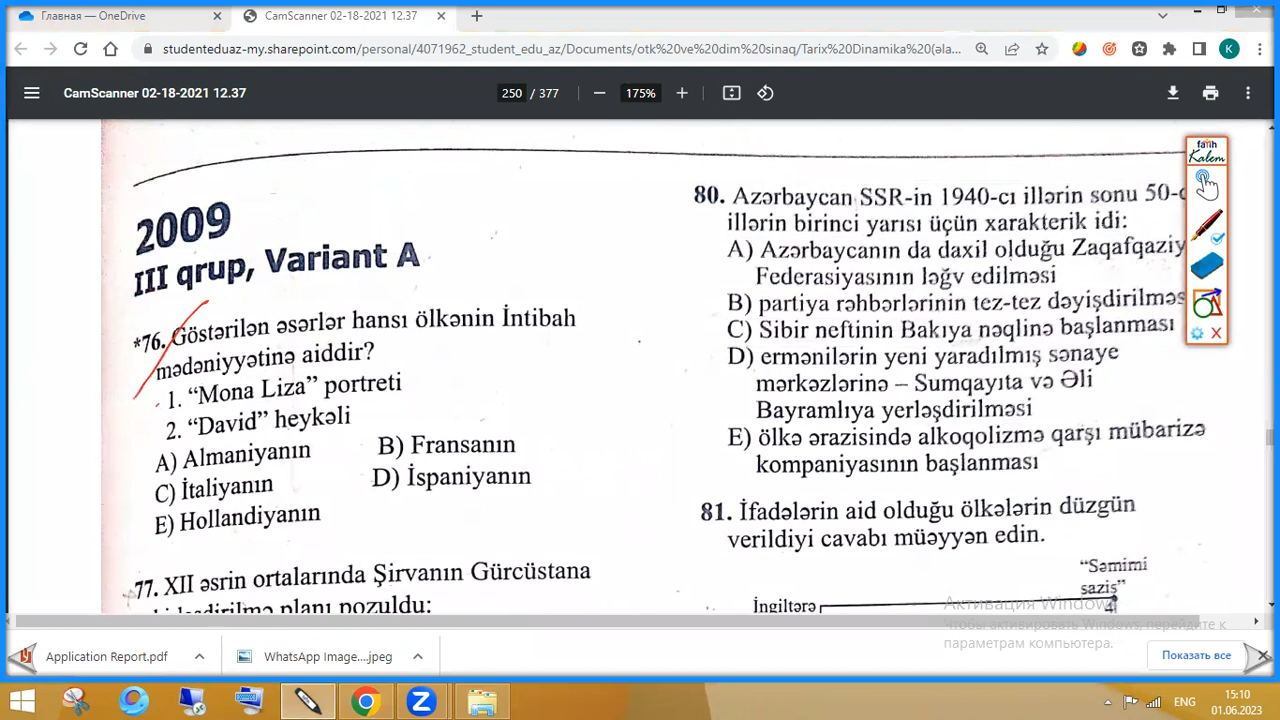 Главная — OneDrive
CamScanner 02-18-2021 12.37
studenteduaz-my.sharepoint.com/personal/4071962_student_edu_az/Documents/otk%20ve%20dim%20sinaq/Tarix%20Dinamika%20(əla...
K
CamScanner 02-18-2021 12.37
250 / 377
175%
2009
III qrup, Variant A
*76. Göstərilən əsərlər hansı ölkənin İntibah
mədəniyyətinə aiddir?
1. “Mona Liza” portreti
2. “David” heykəli
A) Almaniyanın B) Fransanın
C) İtaliyanın D) İspaniyanın
E) Hollandiyanın
77. XII əsrin ortalarında Şirvanın Gürcüstana
planı pozuldu:
80. Azərbaycan SSR-in 1940-cı illərin sonu 50-c
illərin birinci yarısı üçün xarakterik idi:
A) Azərbaycanın da daxil olduğu Zaqafqaziy
Federasiyasının ləğv edilməsi
B) partiya rəhbərlərinin tez-tez dəyişdirilməs
C) Sibir neftinin Bakıya nəqlinə başlanması
D) ermənilərin yeni yaradılmış sənaye
mərkəzlərinə – Sumqayıta və Əli
Bayramlıya yerləşdirilməsi
E) ölkə ərazisində alkoqolizmə qarşı mübarizə
kompaniyasının başlanması
81. İfadələrin aid olduğu ölkələrin düzgün
verildiyi cavabı müəyyən edin.
“Səmimi
saziş”
İngiltərə
4
fatih
Kalem
Активация Windows
Чтобы активировать Windows, перейдите к
параметрам компьютера.
Application Report.pdf
WhatsApp Image....jpeg
Показать все
ENG
15:10
01.06.2023